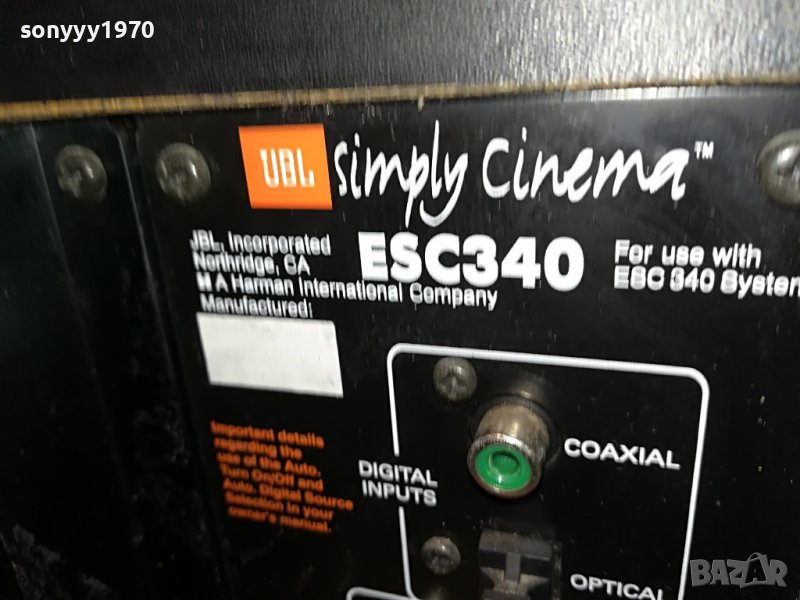 sonyyy1970
JBL simply cinema™
JBL, Incorporated
Northridge, CA
A Harman International Company
Manufactured:
ESC340
For use with
ESC 340 System
Important details
regarding the
use of the Auto.
Turn On/Off and
Auto. Digital Source
Selection in your
owner's manual.
DIGITAL
INPUTS
COAXIAL
OPTICAL
BAZAR